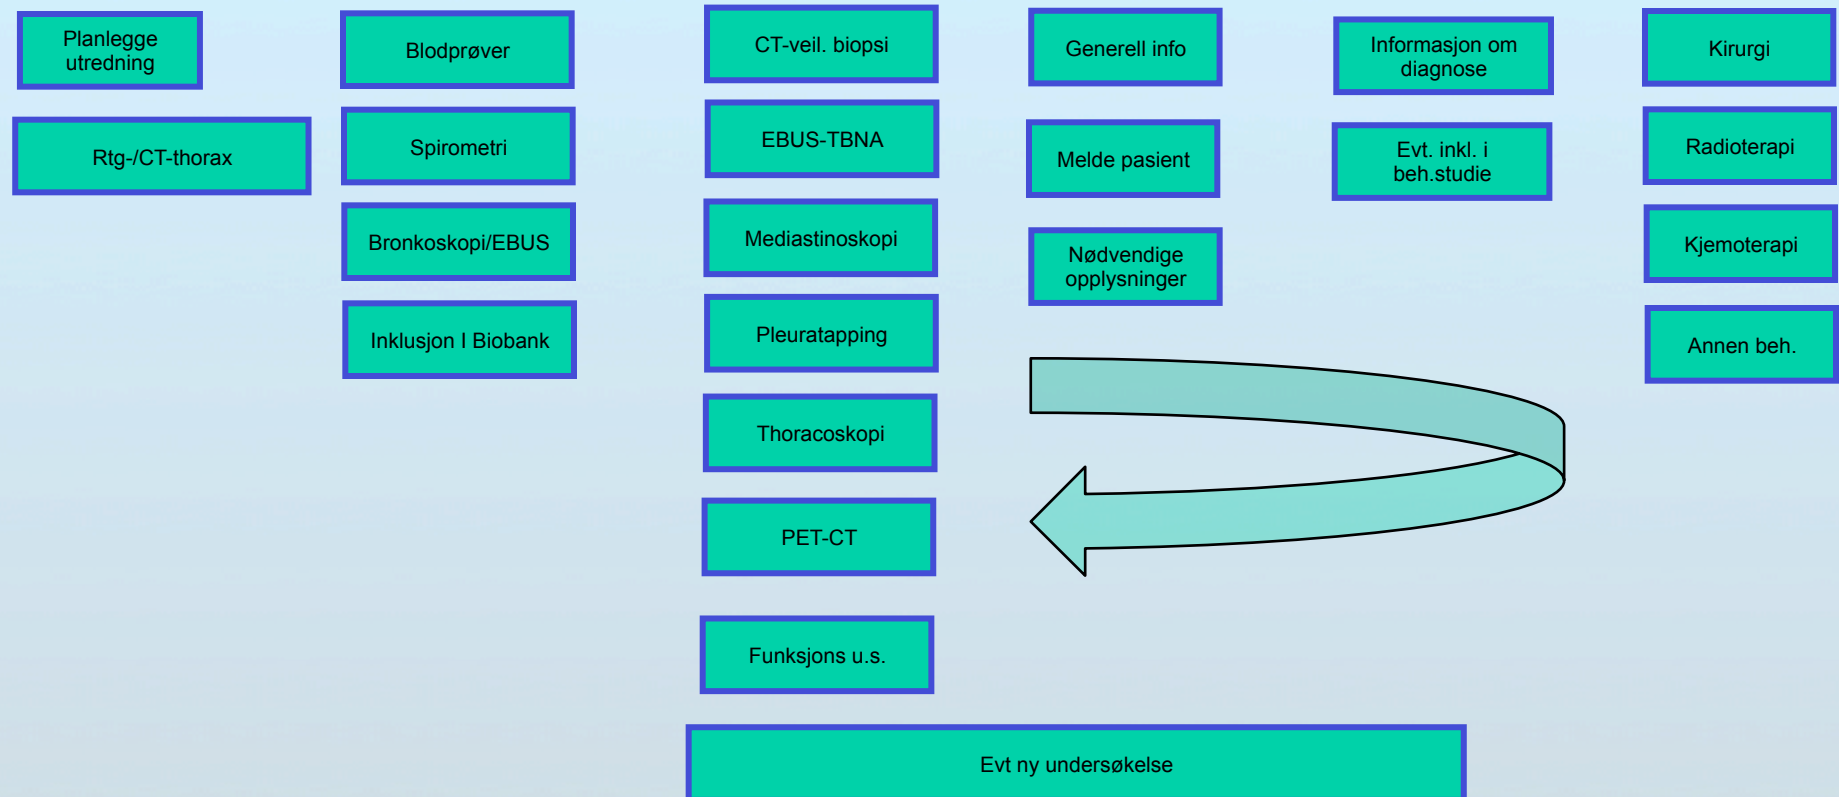 Planlegge
utredning
Rtg-/CT-thorax
Blodprøver
Spirometri
Bronkoskopi/EBUS
Inklusjon I Biobank
CT-veil. biopsi
EBUS-TBNA
Mediastinoskopi
Pleuratapping
Thoracoskopi
PET-CT
Funksjons u.s.
Generell info
Melde pasient
Nødvendige
opplysninger
Informasjon om
diagnose
Evt. inkl. i
beh.studie
Kirurgi
Radioterapi
Kjemoterapi
Annen beh.
Evt ny undersøkelse